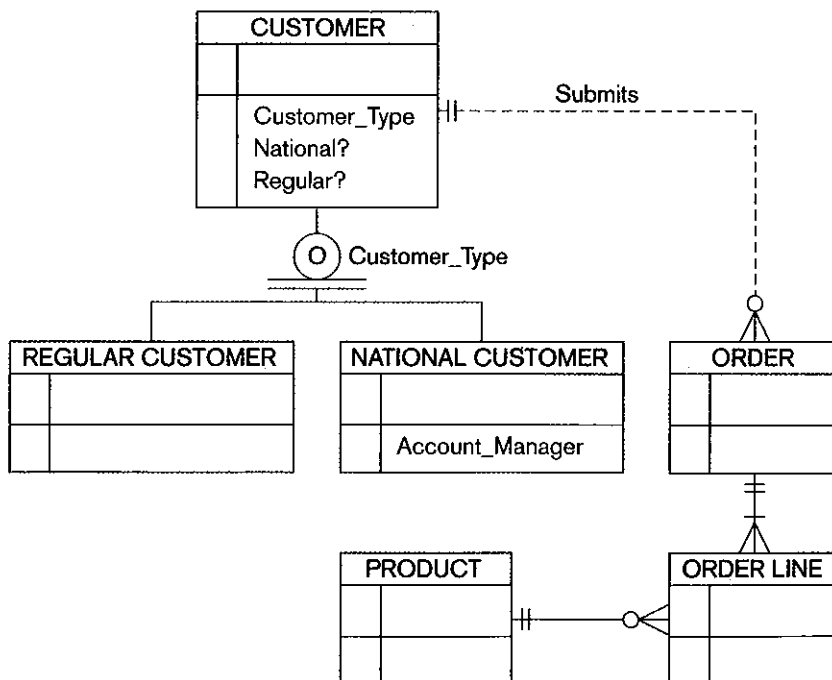 CUSTOMER
Customer_Type
National?
Regular?
Submits
O
Customer_Type
REGULAR CUSTOMER
NATIONAL CUSTOMER
Account_Manager
ORDER
PRODUCT
ORDER LINE